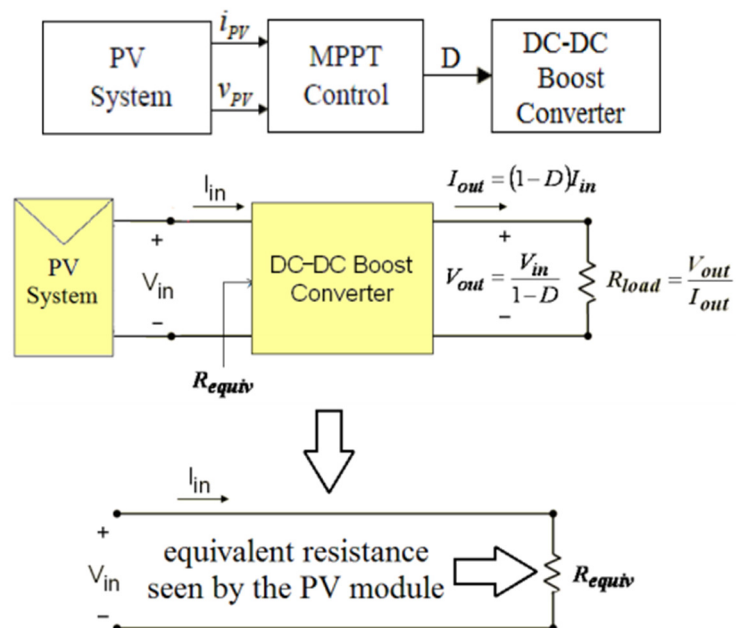 PV
System
i_PV
v_PV
MPPT
Control
D
DC-DC
Boost
Converter
PV
System
I_in
+
V_in
−
R_equiv
DC-DC Boost
Converter
I_out = (1−D)I_in
+
V_out = V_in / 1−D
−
R_load = V_out / I_out
I_in
+
V_in
−
equivalent resistance
seen by the PV module
R_equiv